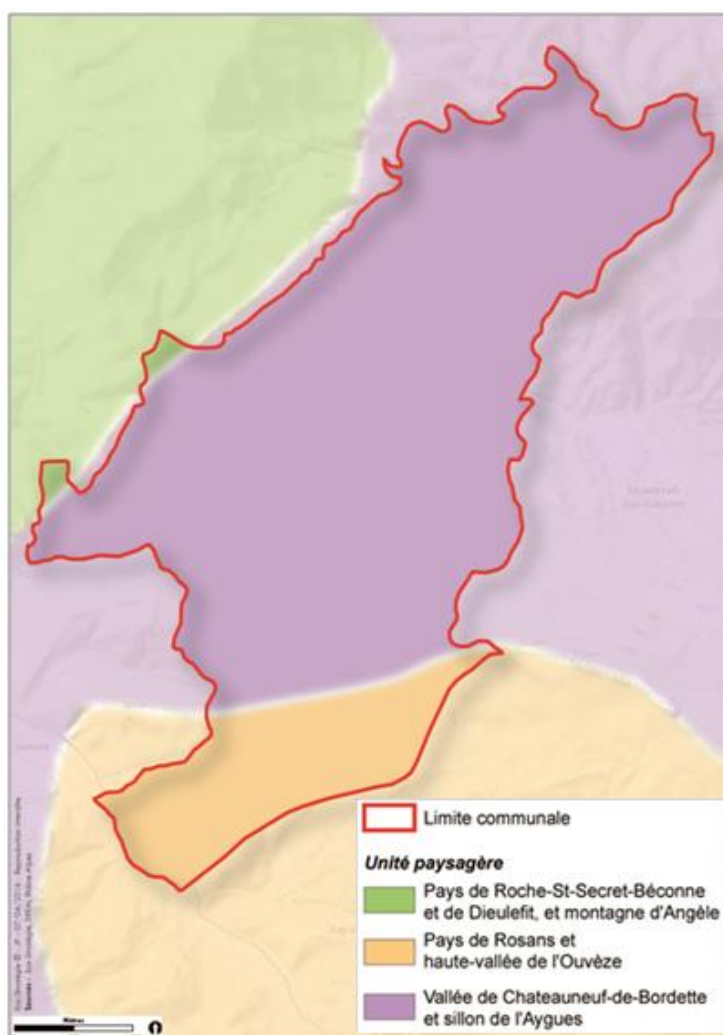 Limite communale
Unité paysagère
Pays de Roche-St-Secret-Béconne
et de Dieulefit, et montagne d'Angèle
Pays de Rosans et
haute-vallée de l'Ouvèze
Vallée de Chateauneuf-de-Bordette
et sillon de l'Aygues
Mètres